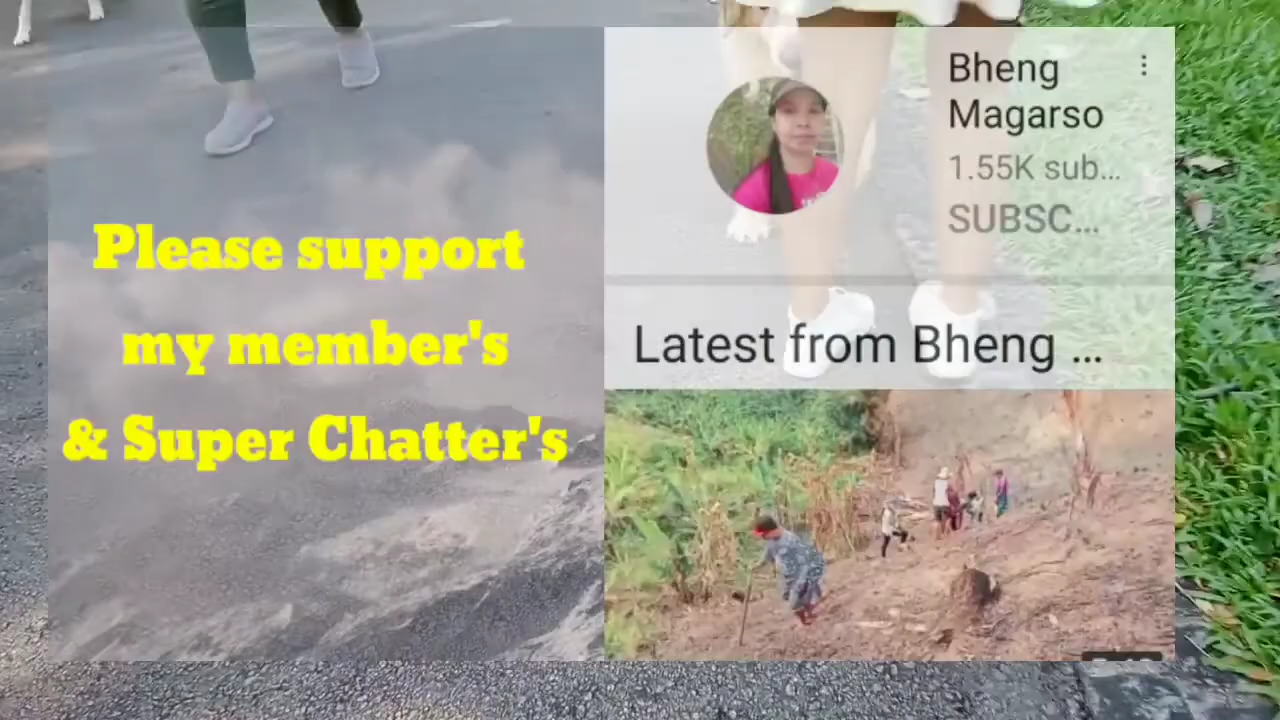 Please support
my member's
& Super Chatter's
Bheng
Magarso
1.55K sub...
SUBSC...
Latest from Bheng ...